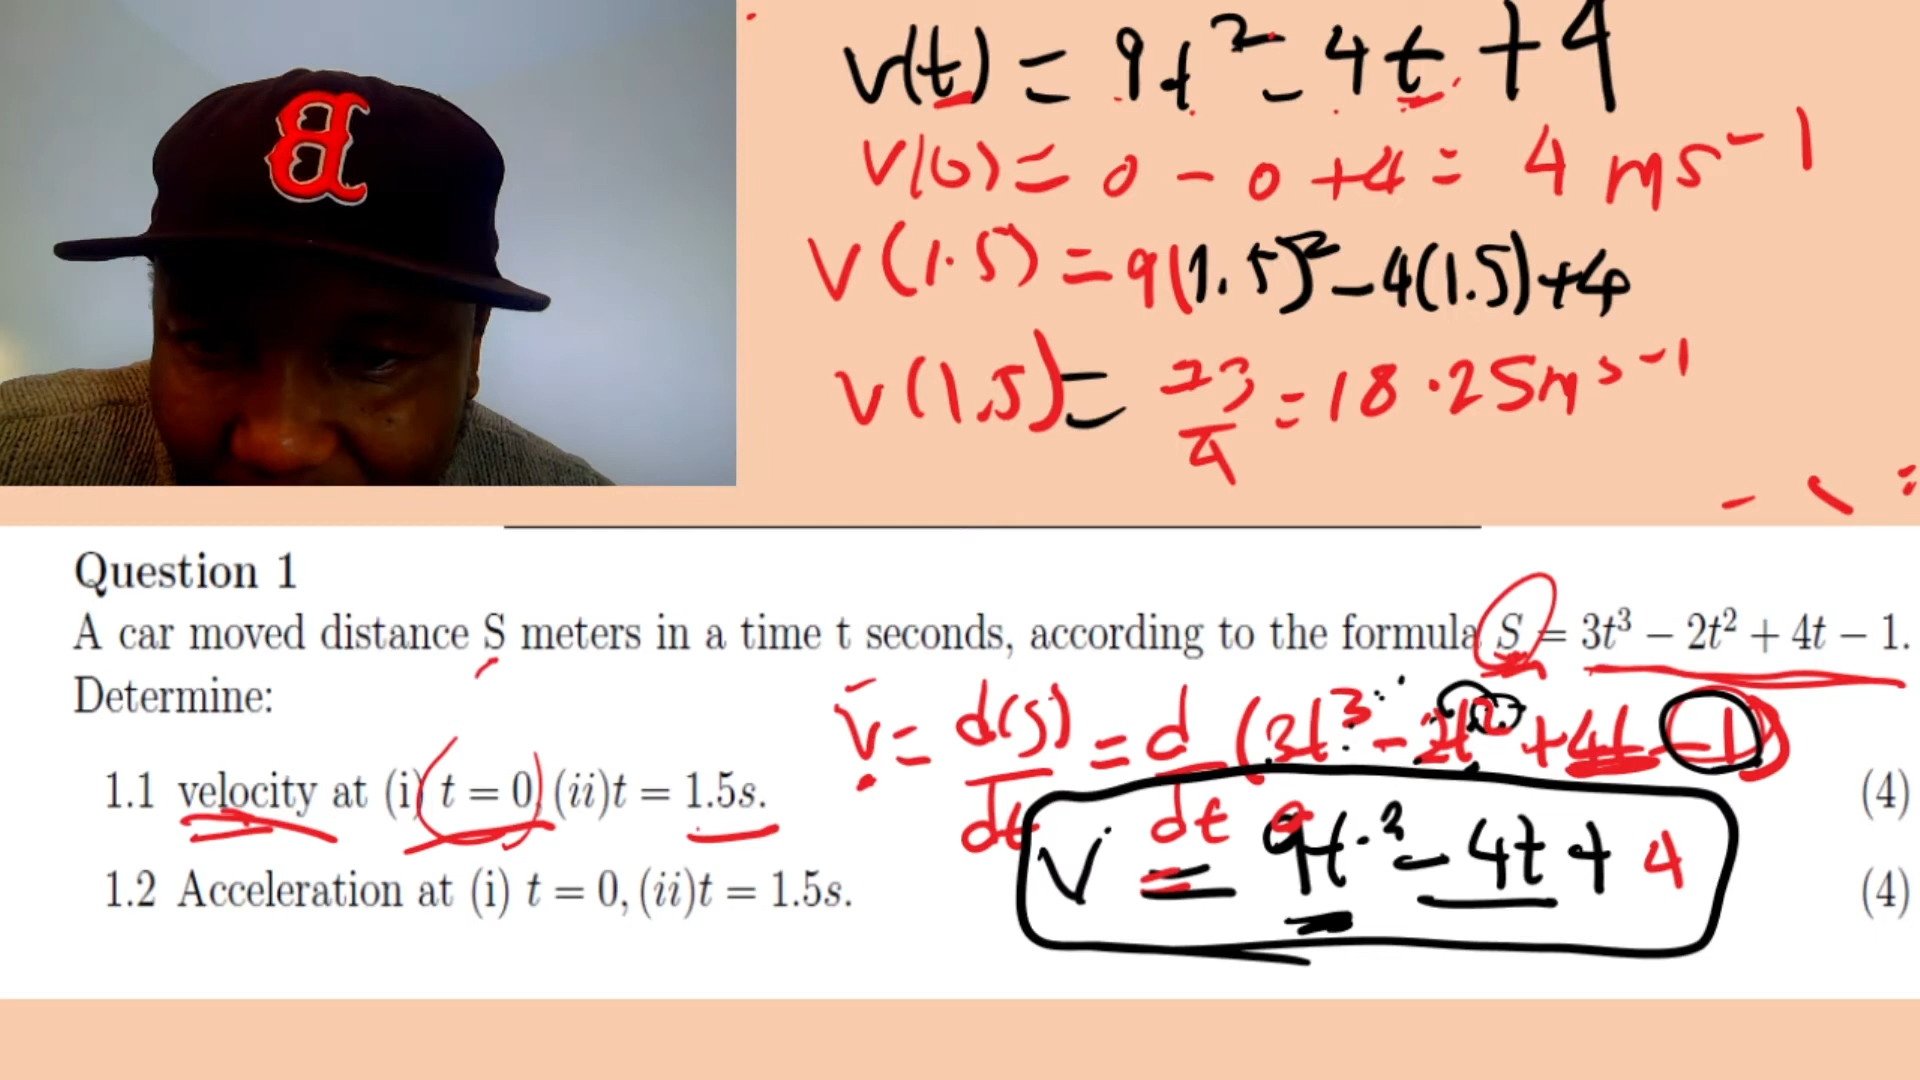 B
v(t) = 9t² - 4t + 4
v(0) = 0 - 0 + 4 = 4 ms⁻¹
v(1.5) = 9(1.5)² - 4(1.5) + 4
v(1.5) = 73/4 = 18.25 ms⁻¹
Question 1
A car moved distance S meters in a time t seconds, according to the formula S = 3t³ − 2t² + 4t − 1.
Determine:
v = d(s)/dt = d/dt (3t³ - 2t² + 4t - 1)
1.1 velocity at (i) t = 0, (ii)t = 1.5s. (4)
v = 9t² - 4t + 4
1.2 Acceleration at (i) t = 0, (ii)t = 1.5s. (4)